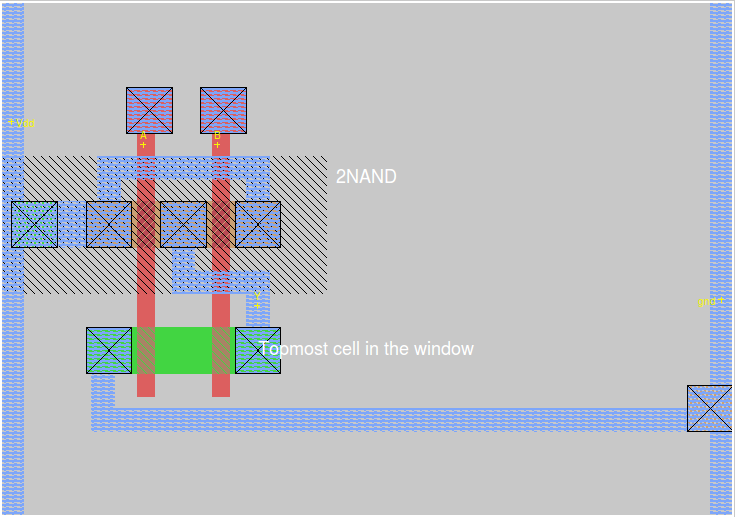 A
B
Vdd
2NAND
Y
gnd
Topmost cell in the window